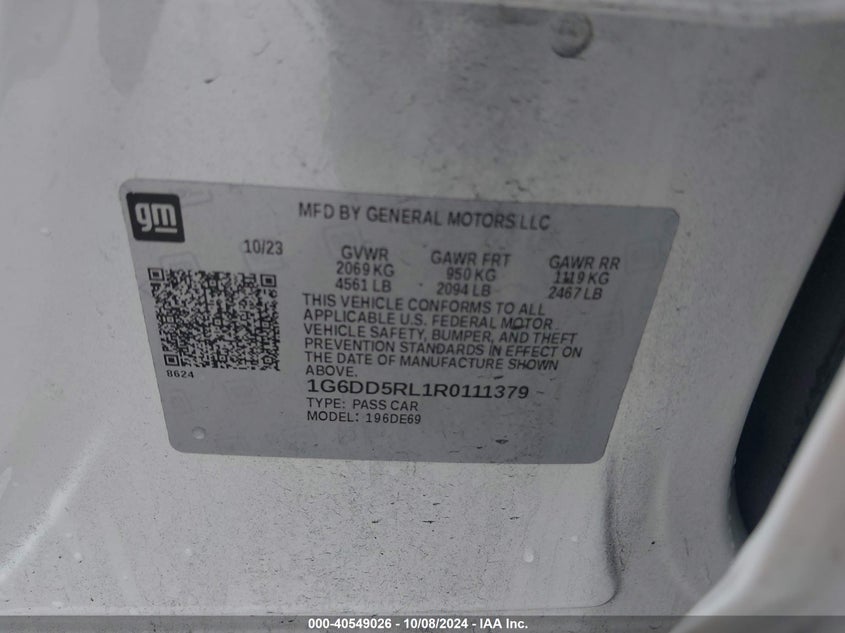 gm
MFD BY GENERAL MOTORS LLC
10/23
GVWR GAWR FRT GAWR RR
2069 KG 950 KG 1119 KG
4561 LB 2094 LB 2467 LB
THIS VEHICLE CONFORMS TO ALL
APPLICABLE U.S. FEDERAL MOTOR
VEHICLE SAFETY, BUMPER, AND THEFT
PREVENTION STANDARDS IN EFFECT ON
THE DATE OF MANUFACTURE SHOWN
ABOVE.
8624
1G6DD5RL1R0111379
TYPE: PASS CAR
MODEL: 196DE69
000-40549026 - 10/08/2024 - IAA Inc.